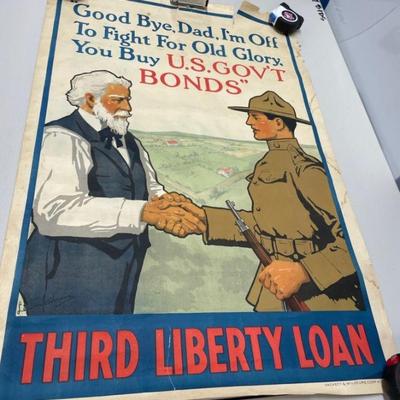 Good Bye, Dad, I'm Off
To Fight For Old Glory,
You Buy U.S. GOV'T
BONDS"
THIRD LIBERTY LOAN